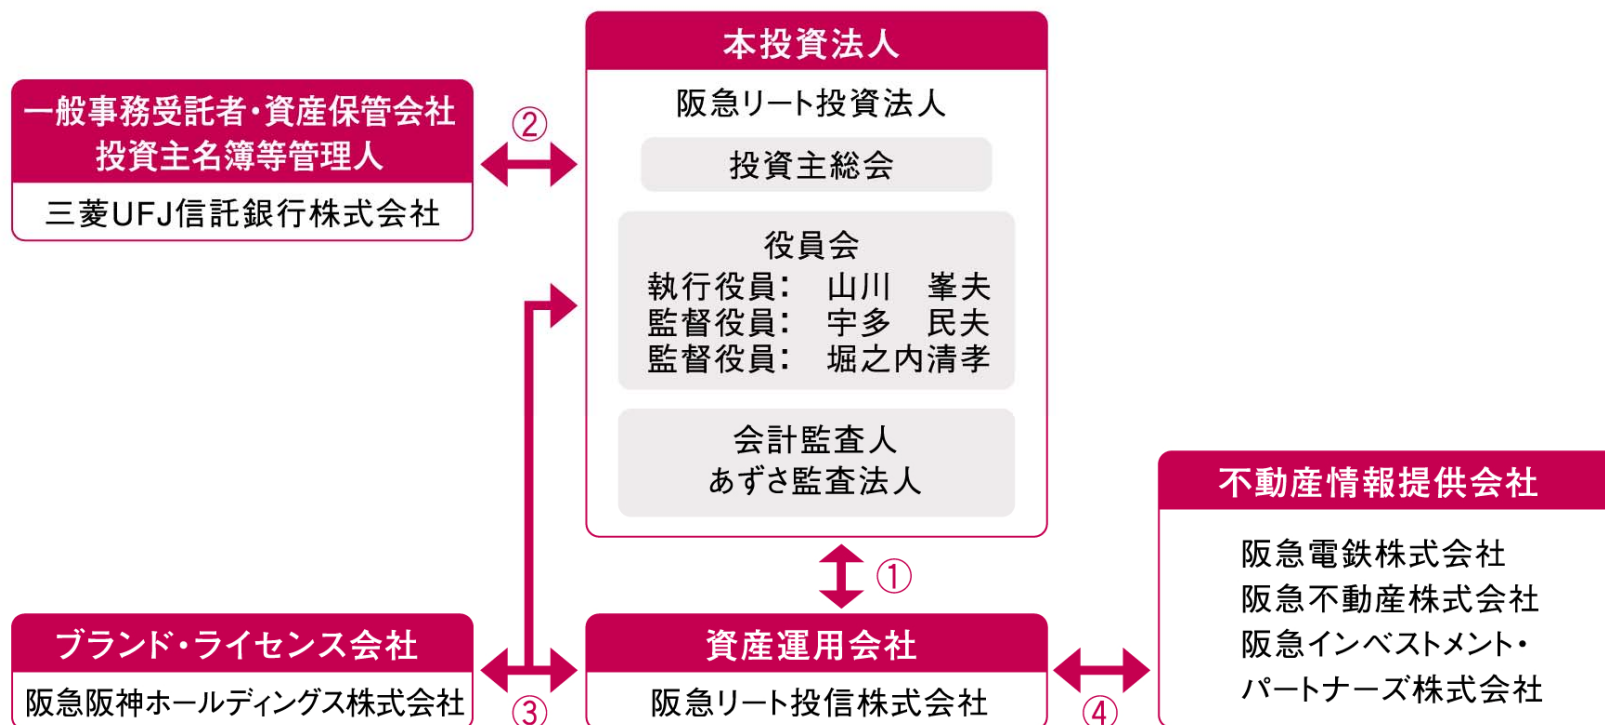 本投資法人
阪急リート投資法人
投資主総会
役員会
執行役員： 山川 峯夫
監督役員： 宇多 民夫
監督役員： 堀之内清孝
会計監査人
あずさ監査法人
一般事務受託者・資産保管会社
投資主名簿等管理人
三菱UFJ信託銀行株式会社
②
①
ブランド・ライセンス会社
阪急阪神ホールディングス株式会社
③
資産運用会社
阪急リート投信株式会社
④
不動産情報提供会社
阪急電鉄株式会社
阪急不動産株式会社
阪急インベストメント・
パートナーズ株式会社